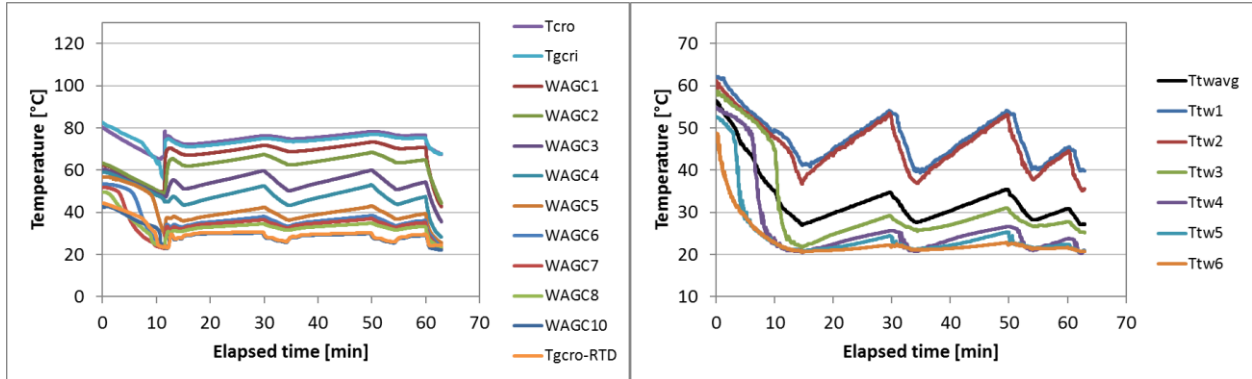 120
100
80
60
40
20
0
Temperature [°C]
0 10 20 30 40 50 60 70
Elapsed time [min]
Tcro
Tgcri
WAGC1
WAGC2
WAGC3
WAGC4
WAGC5
WAGC6
WAGC7
WAGC8
WAGC10
Tgcro-RTD
70
60
50
40
30
20
10
Temperature [°C]
0 10 20 30 40 50 60 70
Elapsed time [min]
Ttwavg
Ttw1
Ttw2
Ttw3
Ttw4
Ttw5
Ttw6